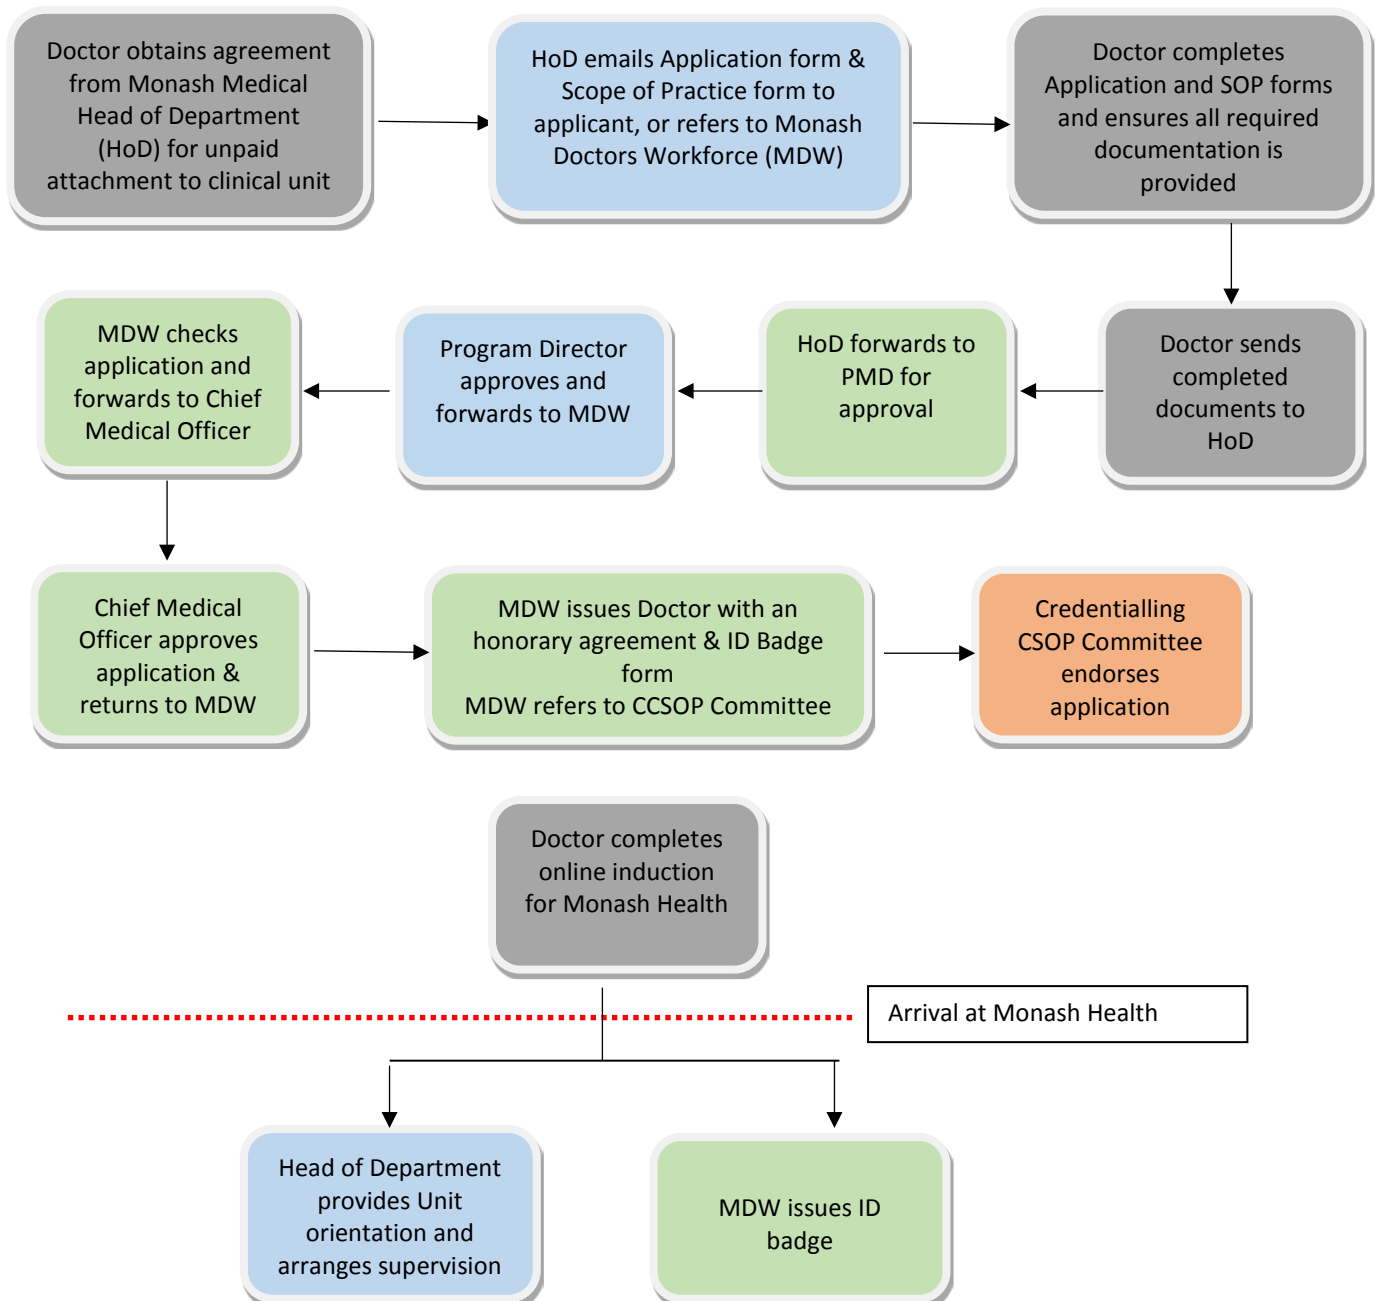 Doctor obtains agreement
from Monash Medical
Head of Department
(HoD) for unpaid
attachment to clinical unit
HoD emails Application form &
Scope of Practice form to
applicant, or refers to Monash
Doctors Workforce (MDW)
Doctor completes
Application and SOP forms
and ensures all required
documentation is
provided
Doctor sends
completed
documents to
HoD
HoD forwards to
PMD for
approval
Program Director
approves and
forwards to MDW
MDW checks
application and
forwards to Chief
Medical Officer
Chief Medical
Officer approves
application &
returns to MDW
MDW issues Doctor with an
honorary agreement & ID Badge
form
MDW refers to CCSOP Committee
Credentialling
CSOP Committee
endorses
application
Doctor completes
online induction
for Monash Health
Arrival at Monash Health
Head of Department
provides Unit
orientation and
arranges supervision
MDW issues ID
badge